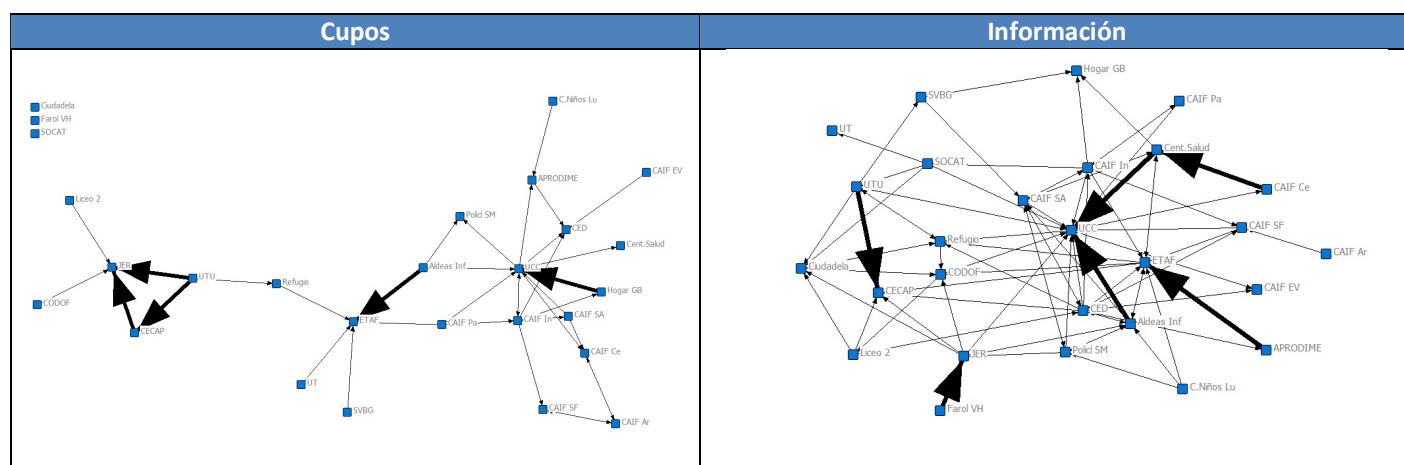 Cupos
Ciudadela
Farol VH
SOCAT
C.Niños Lu
Liceo 2
APRODIME
CAIF EV
Policl SM
CED
Cent.Salud
JER
UTU
Refugio
Aldeas Inf
UCC
Hogar GB
CODOF
CECAP
ETAF
CAIF Pa
CAIF In
CAIF SA
CAIF Ce
UT
SVBG
CAIF SF
CAIF Ar
Información
Hogar GB
SVBG
CAIF Pa
UT
SOCAT
CAIF In
Cent.Salud
UTU
CAIF SA
CAIF Ce
Refugio
UCC
CAIF SF
Ciudadela
CODOF
ETAF
CAIF Ar
CECAP
CED
CAIF EV
Aldeas Inf
Liceo 2
JER
Policl SM
APRODIME
C.Niños Lu
Farol VH